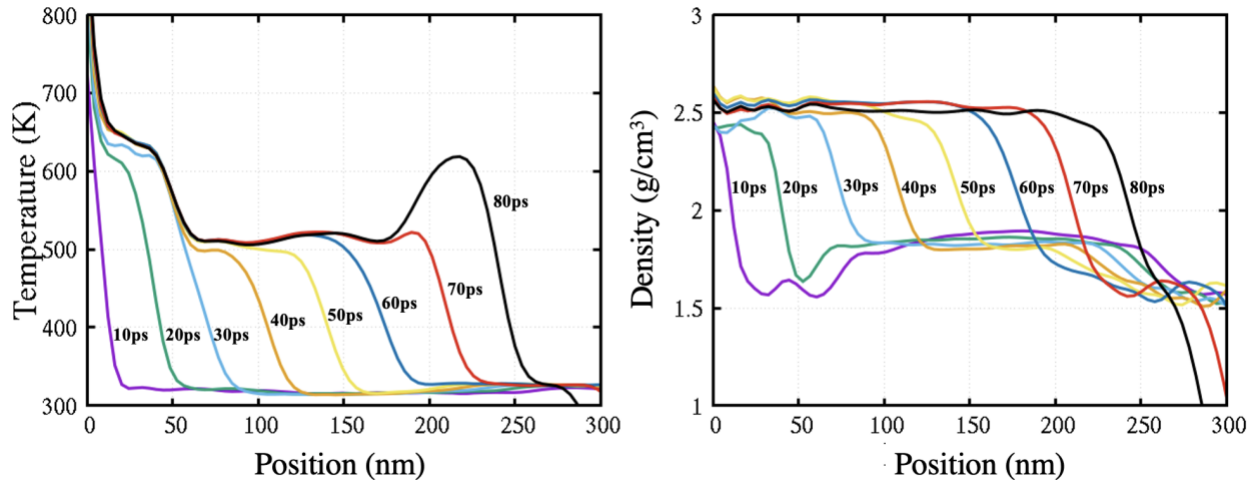 800
700
600
500
400
300
Temperature (K)
10ps
20ps
30ps
40ps
50ps
60ps
70ps
80ps
0
50
100
150
200
250
300
Position (nm)
3
2.5
2
1.5
1
Density (g/cm³)
10ps
20ps
30ps
40ps
50ps
60ps
70ps
80ps
0
50
100
150
200
250
300
Position (nm)